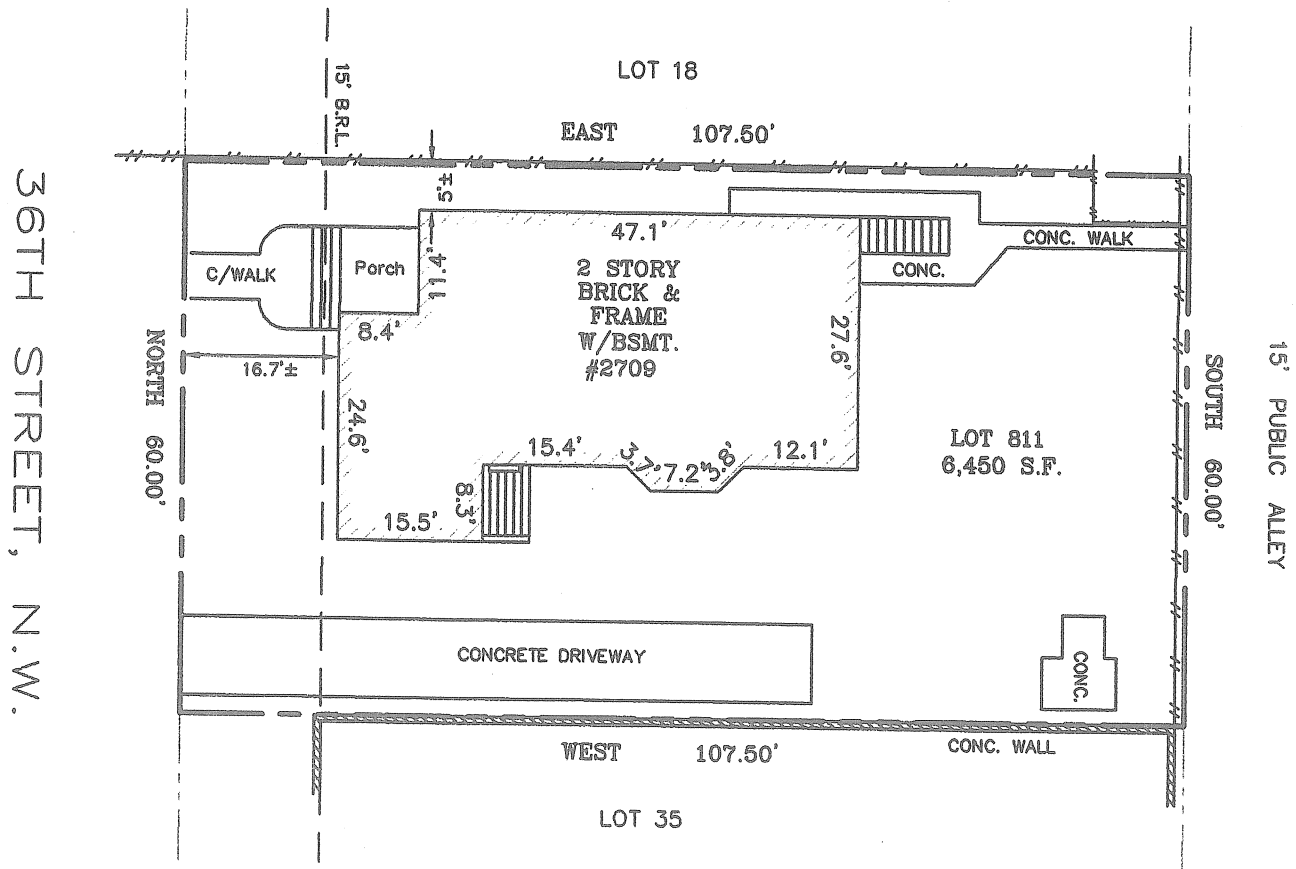 LOT 18
EAST 107.50'
15' B.R.L.
5'±
47.1'
11.4'
Porch
C/WALK
8.4'
16.7'±
2 STORY
BRICK &
FRAME
W/BSMT.
#2709
27.6'
CONC.
CONC. WALK
36TH STREET, N.W.
NORTH 60.00'
24.6'
15.4'
3.7'
7.2'
3.8'
12.1'
8.3'
15.5'
LOT 811
6,450 S.F.
SOUTH 60.00'
15' PUBLIC ALLEY
CONCRETE DRIVEWAY
CONC.
WEST 107.50'
CONC. WALL
LOT 35